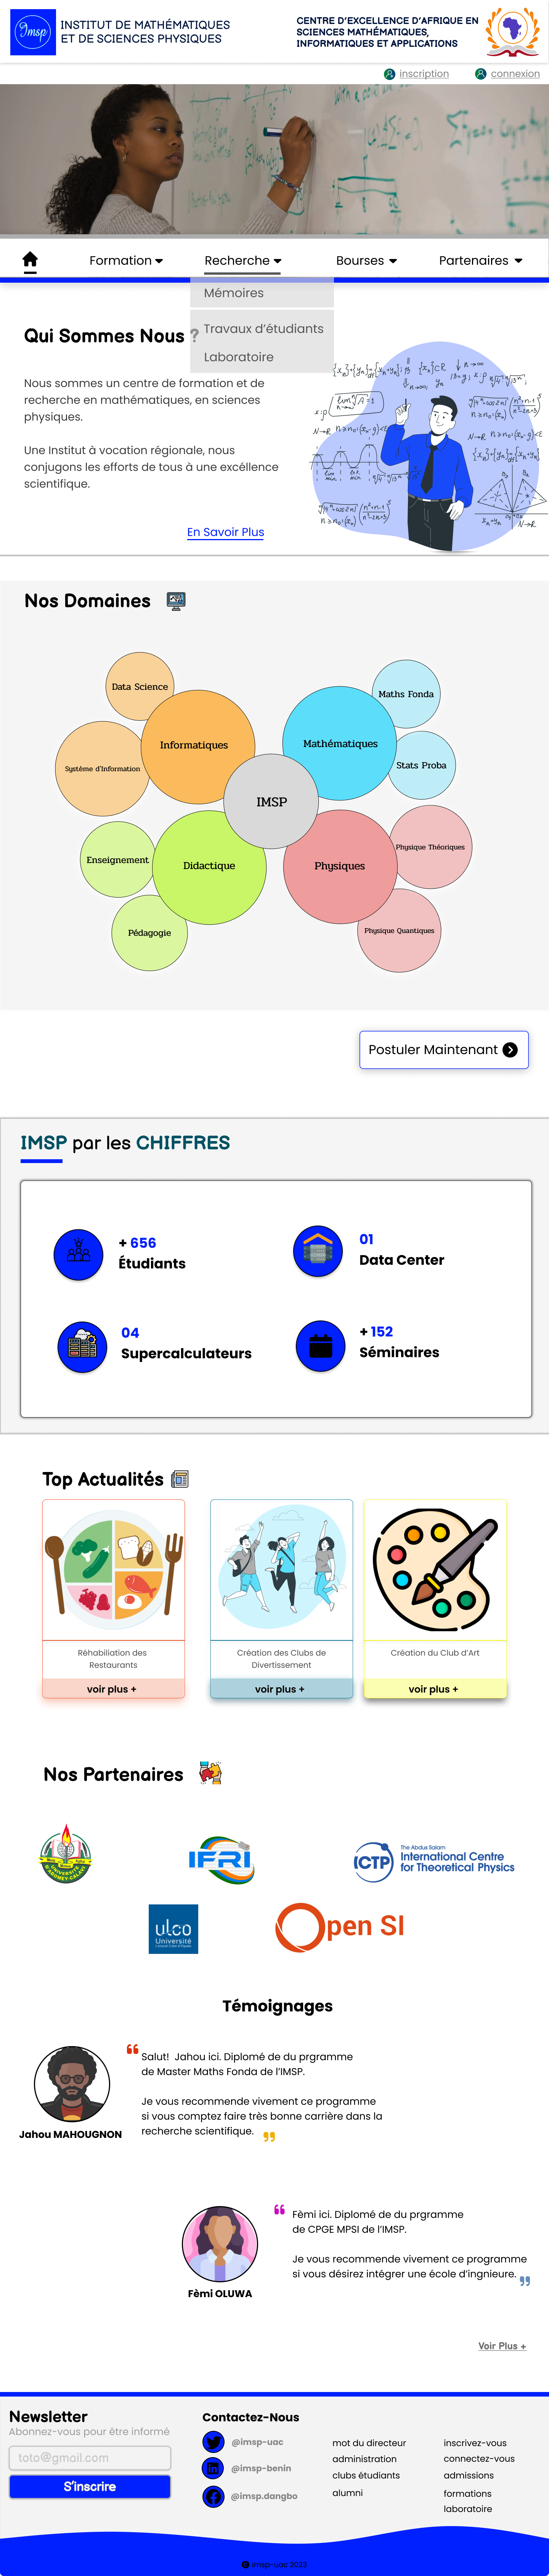 Imsp
INSTITUT DE MATHÉMATIQUES
ET DE SCIENCES PHYSIQUES
CENTRE D'EXCELLENCE D'AFRIQUE EN
SCIENCES MATHÉMATIQUES,
INFORMATIQUES ET APPLICATIONS
inscription
connexion
Formation
Recherche
Bourses
Partenaires
Mémoires
Travaux d'étudiants
Laboratoire
Qui Sommes Nous ?
Nous sommes un centre de formation et de
recherche en mathématiques, en sciences
physiques.
Une Institut à vocation régionale, nous
conjugons les efforts de tous à une excéllence
scientifique.
En Savoir Plus
Nos Domaines
Data Science
Maths Fonda
Informatiques
Mathématiques
Système d'Information
Stats Proba
IMSP
Enseignement
Didactique
Physiques
Physique Théoriques
Pédagogie
Physique Quantiques
Postuler Maintenant
IMSP par les CHIFFRES
+ 656
Étudiants
01
Data Center
04
Supercalculateurs
+ 152
Séminaires
Top Actualités
Réhabiliation des
Restaurants
voir plus +
Création des Clubs de
Divertissement
voir plus +
Création du Club d'Art
voir plus +
Nos Partenaires
IFRI
ICTP
The Abdus Salam
International Centre
for Theoretical Physics
ulco
Université
Open SI
Témoignages
Salut! Jahou ici. Diplomé de du prgramme
de Master Maths Fonda de l'IMSP.
Je vous recommende vivement ce programme
si vous comptez faire très bonne carrière dans la
recherche scientifique.
Jahou MAHOUGNON
Fèmi ici. Diplomé de du prgramme
de CPGE MPSI de l'IMSP.
Je vous recommende vivement ce programme
si vous désirez intégrer une école d'ingnieure.
Fèmi OLUWA
Voir Plus +
Newsletter
Abonnez-vous pour être informé
toto@gmail.com
S'inscrire
Contactez-Nous
@imsp-uac
@imsp-benin
@imsp.dangbo
mot du directeur
administration
clubs étudiants
alumni
inscrivez-vous
connectez-vous
admissions
formations
laboratoire
imsp-uac 2023